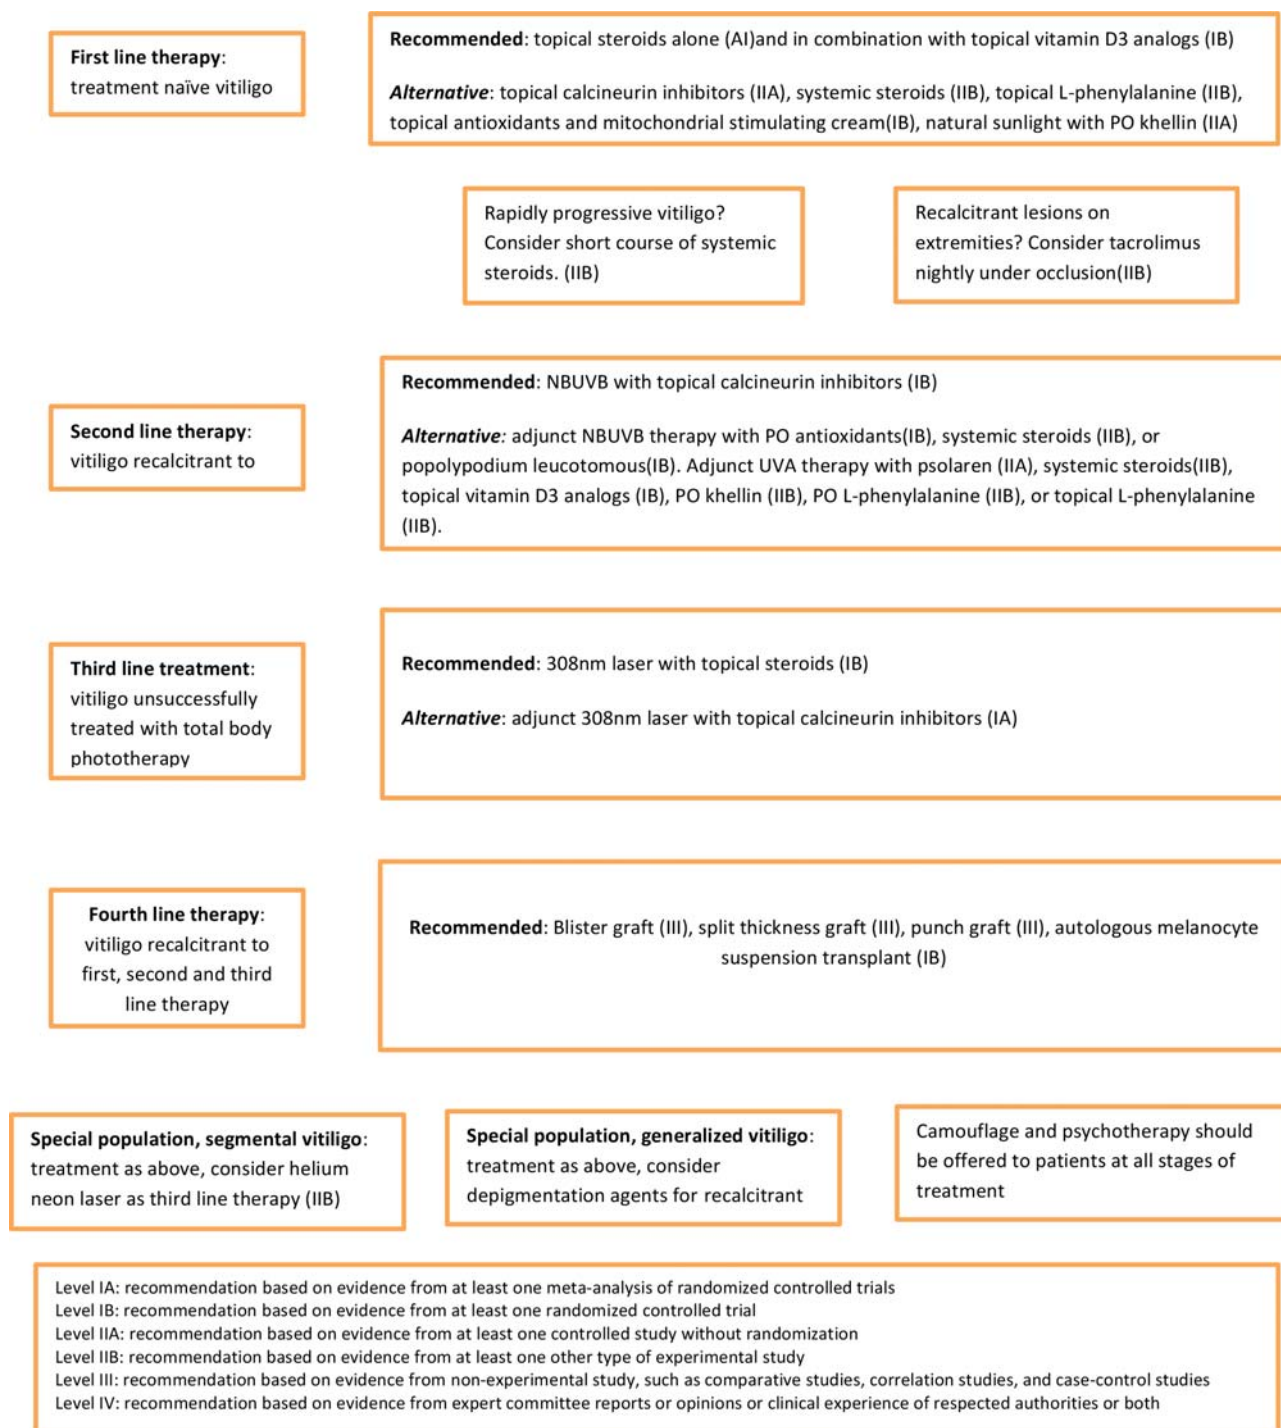 First line therapy:
treatment naïve vitiligo
Recommended: topical steroids alone (AI)and in combination with topical vitamin D3 analogs (IB)
Alternative: topical calcineurin inhibitors (IIA), systemic steroids (IIB), topical L-phenylalanine (IIB),
topical antioxidants and mitochondrial stimulating cream(IB), natural sunlight with PO khellin (IIA)
Rapidly progressive vitiligo?
Consider short course of systemic
steroids. (IIB)
Recalcitrant lesions on
extremities? Consider tacrolimus
nightly under occlusion(IIB)
Second line therapy:
vitiligo recalcitrant to
Recommended: NBUVB with topical calcineurin inhibitors (IB)
Alternative: adjunct NBUVB therapy with PO antioxidants(IB), systemic steroids (IIB), or
popolypodium leucotomous(IB). Adjunct UVA therapy with psolaren (IIA), systemic steroids(IIB),
topical vitamin D3 analogs (IB), PO khellin (IIB), PO L-phenylalanine (IIB), or topical L-phenylalanine
(IIB).
Third line treatment:
vitiligo unsuccessfully
treated with total body
phototherapy
Recommended: 308nm laser with topical steroids (IB)
Alternative: adjunct 308nm laser with topical calcineurin inhibitors (IA)
Fourth line therapy:
vitiligo recalcitrant to
first, second and third
line therapy
Recommended: Blister graft (III), split thickness graft (III), punch graft (III), autologous melanocyte
suspension transplant (IB)
Special population, segmental vitiligo:
treatment as above, consider helium
neon laser as third line therapy (IIB)
Special population, generalized vitiligo:
treatment as above, consider
depigmentation agents for recalcitrant
Camouflage and psychotherapy should
be offered to patients at all stages of
treatment
Level IA: recommendation based on evidence from at least one meta-analysis of randomized controlled trials
Level IB: recommendation based on evidence from at least one randomized controlled trial
Level IIA: recommendation based on evidence from at least one controlled study without randomization
Level IIB: recommendation based on evidence from at least one other type of experimental study
Level III: recommendation based on evidence from non-experimental study, such as comparative studies, correlation studies, and case-control studies
Level IV: recommendation based on evidence from expert committee reports or opinions or clinical experience of respected authorities or both